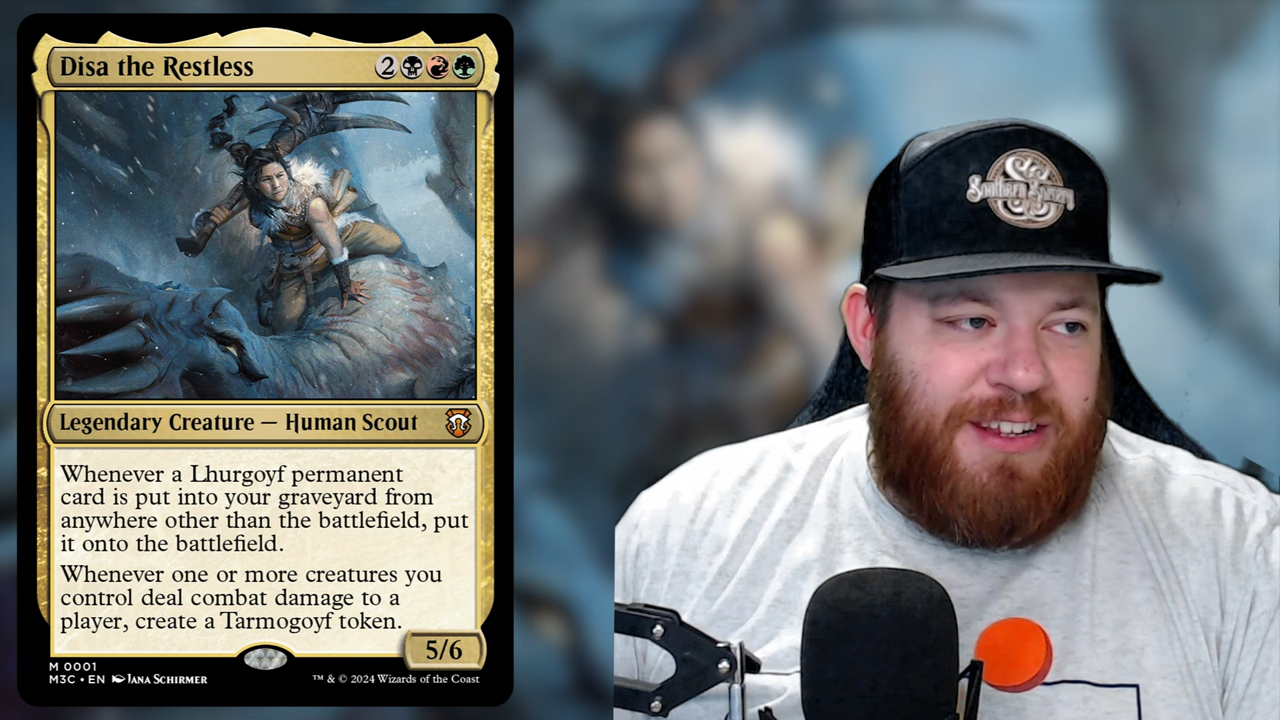 Disa the Restless 2
Legendary Creature — Human Scout
Whenever a Lhurgoyf permanent
card is put into your graveyard from
anywhere other than the battlefield, put
it onto the battlefield.
Whenever one or more creatures you
control deal combat damage to a
player, create a Tarmogoyf token.
5/6
M 0001
M3C • EN JANA SCHIRMER
™ & © 2024 Wizards of the Coast